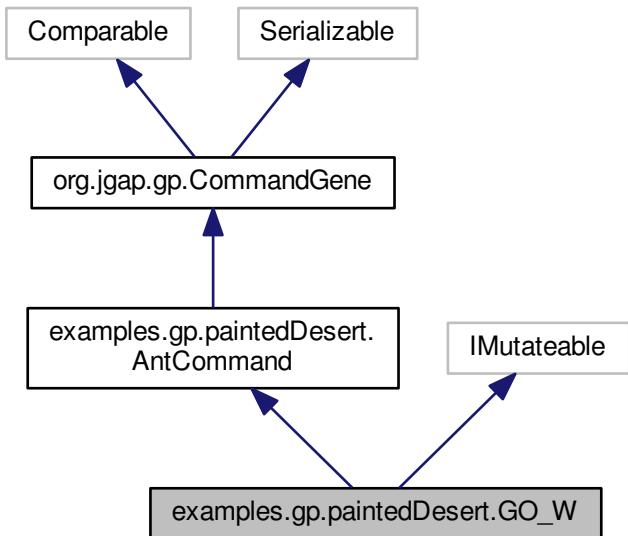 Comparable
Serializable
org.jgap.gp.CommandGene
examples.gp.paintedDesert.
AntCommand
IMutateable
examples.gp.paintedDesert.GO_W